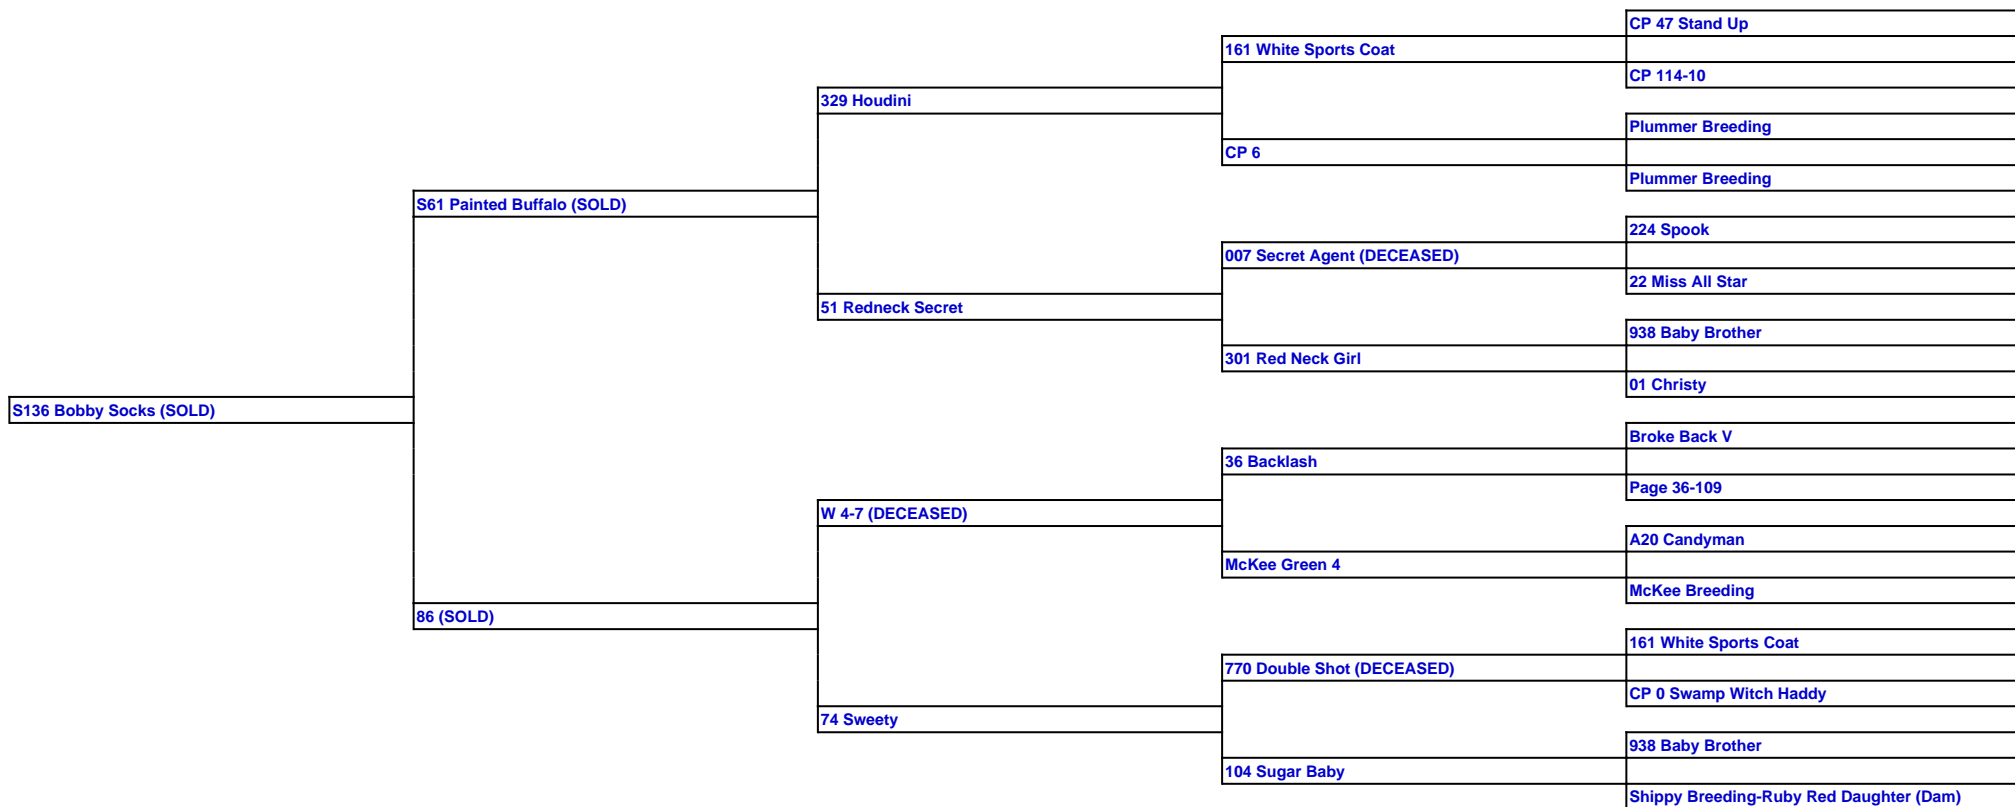 CP 47 Stand Up
161 White Sports Coat
CP 114-10
329 Houdini
Plummer Breeding
CP 6
Plummer Breeding
S61 Painted Buffalo (SOLD)
224 Spook
007 Secret Agent (DECEASED)
22 Miss All Star
51 Redneck Secret
938 Baby Brother
301 Red Neck Girl
01 Christy
S136 Bobby Socks (SOLD)
Broke Back V
36 Backlash
Page 36-109
W 4-7 (DECEASED)
A20 Candyman
McKee Green 4
McKee Breeding
86 (SOLD)
161 White Sports Coat
770 Double Shot (DECEASED)
CP 0 Swamp Witch Haddy
74 Sweety
938 Baby Brother
104 Sugar Baby
Shippy Breeding-Ruby Red Daughter (Dam)